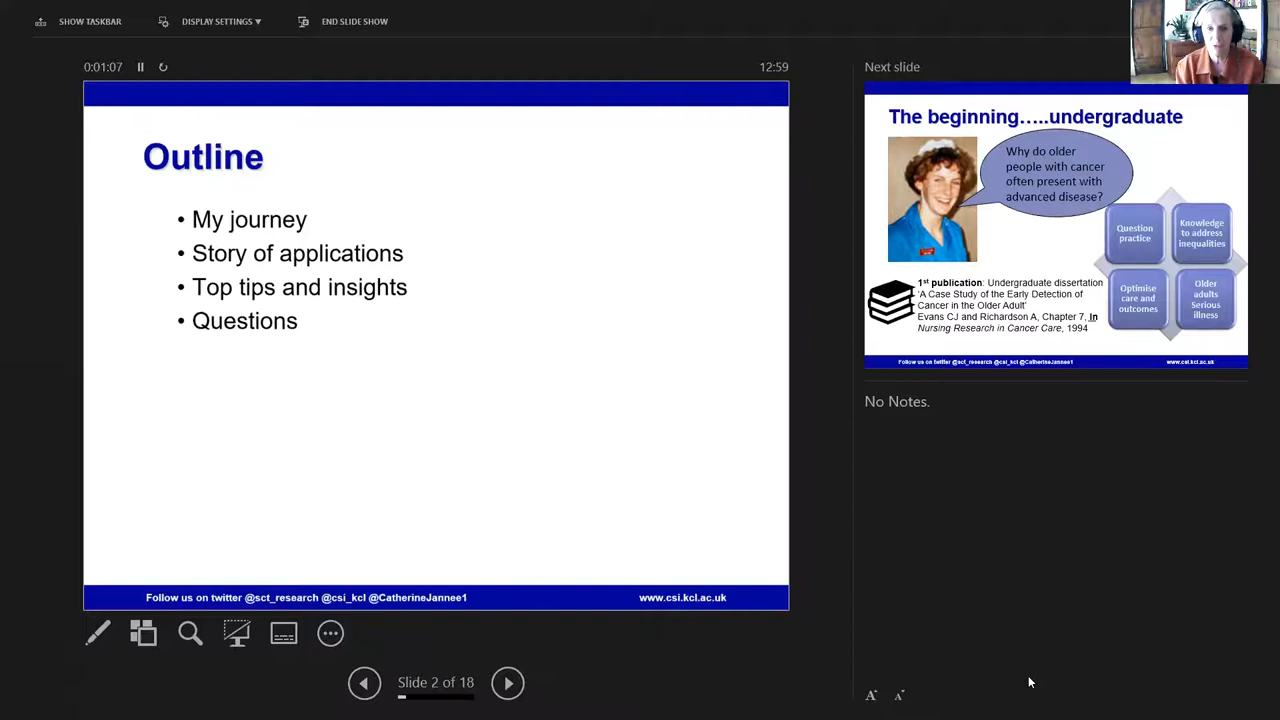 SHOW TASKBAR
DISPLAY SETTINGS ▼
END SLIDE SHOW
0:01:07
12:59
Outline
• My journey
• Story of applications
• Top tips and insights
• Questions
Follow us on twitter @sct_research @csi_kcl @CatherineJannee1
www.csi.kcl.ac.uk
Slide 2 of 18
Next slide
The beginning…..undergraduate
Why do older
people with cancer
often present with
advanced disease?
Question
practice
Knowledge
to address
inequalities
Optimise
care and
outcomes
Older
adults
Serious
illness
1st publication: Undergraduate dissertation
'A Case Study of the Early Detection of
Cancer in the Older Adult'
Evans CJ and Richardson A, Chapter 7, in
Nursing Research in Cancer Care, 1994
Follow us on twitter @sct_research @csi_kcl @CatherineJannee1
www.csi.kcl.ac.uk
No Notes.
A
A